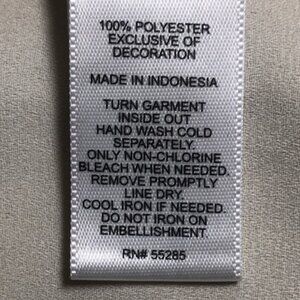 100% POLYESTER
EXCLUSIVE OF
DECORATION
MADE IN INDONESIA
TURN GARMENT
INSIDE OUT
HAND WASH COLD
SEPARATELY.
ONLY NON-CHLORINE
BLEACH WHEN NEEDED.
REMOVE PROMPTLY
LINE DRY.
COOL IRON IF NEEDED.
DO NOT IRON ON
EMBELLISHMENT
RN# 55285